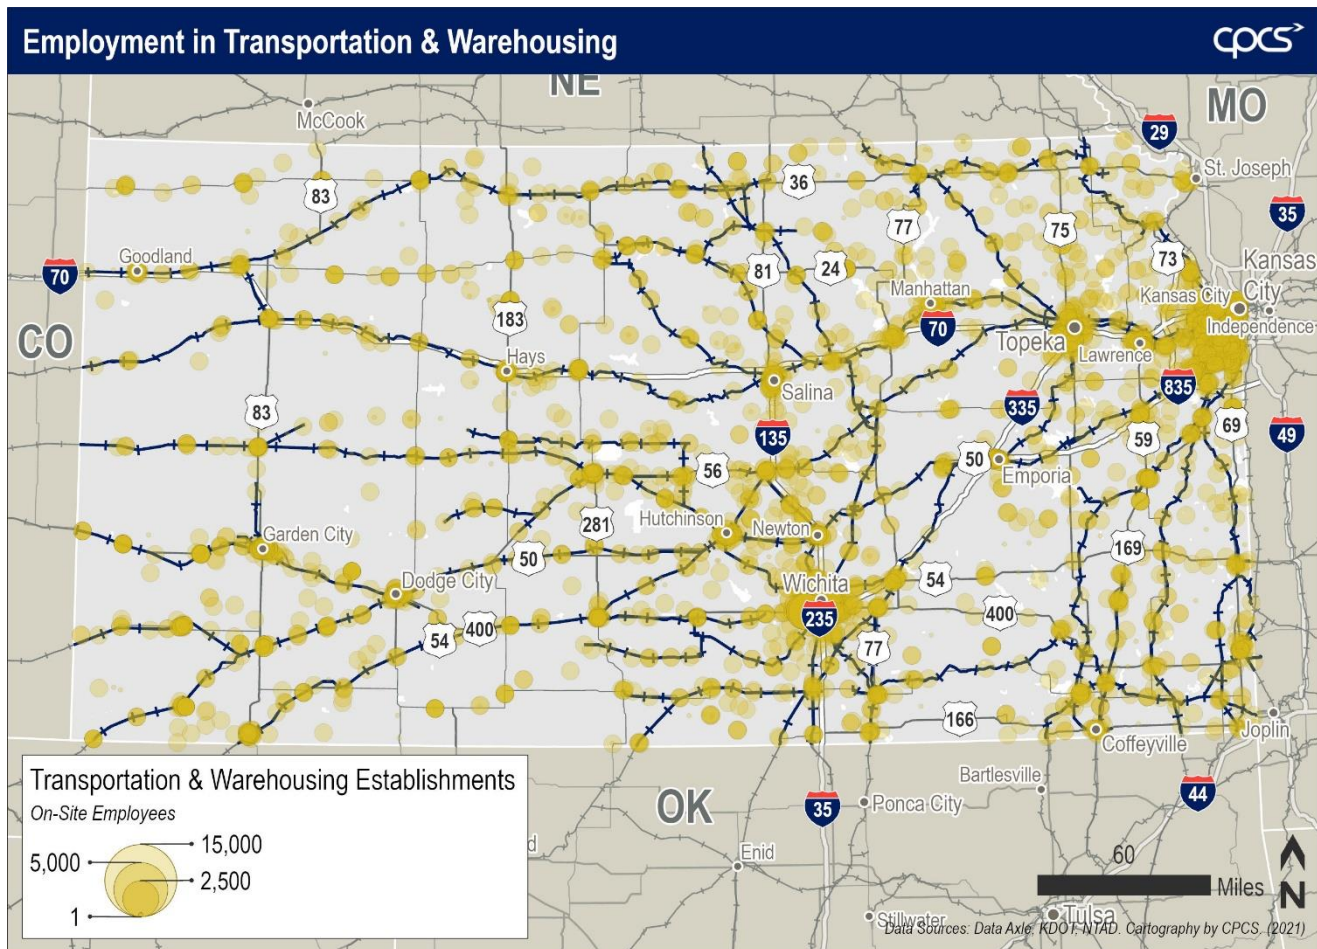 Employment in Transportation & Warehousing
cpcs
NE
MO
McCook
29
St. Joseph
36
83
77
75
35
73
Goodland
70
81
24
Kansas City
Manhattan
Kansas City
183
70
Independence
CO
Topeka
Lawrence
Hays
Salina
835
335
83
59
69
135
49
50
56
Emporia
281
Hutchinson
Newton
Garden City
50
169
Dodge City
Wichita
54
235
400
54
400
77
166
Coffeyville
Joplin
Bartlesville
44
OK
35
Ponca City
Enid
d
60
Miles
N
Stillwater
Tulsa
Transportation & Warehousing Establishments
On-Site Employees
15,000
5,000
2,500
1
Data Sources: Data Axle, KDOT, NTAD. Cartography by CPCS. (2021)